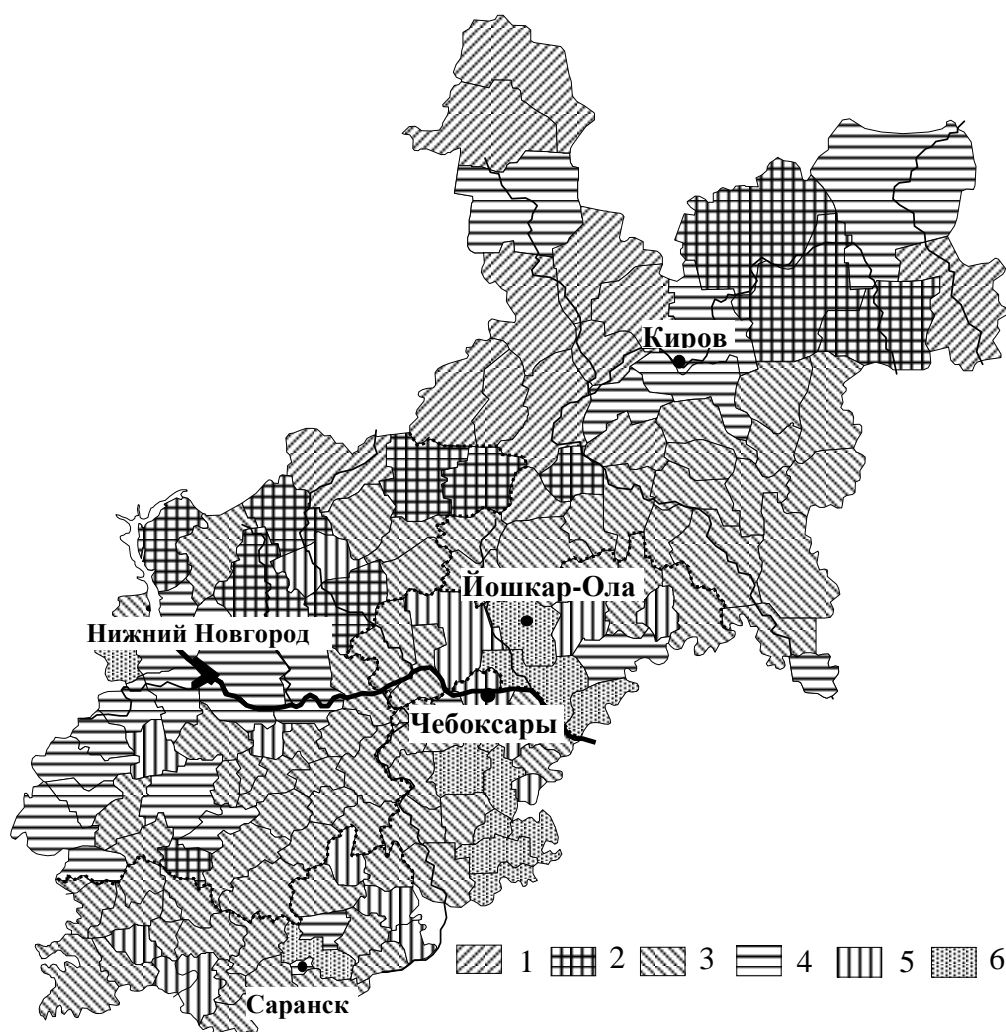 Киров
Йошкар-Ола
Нижний Новгород
Чебоксары
1 2 3 4 5 6
Саранск